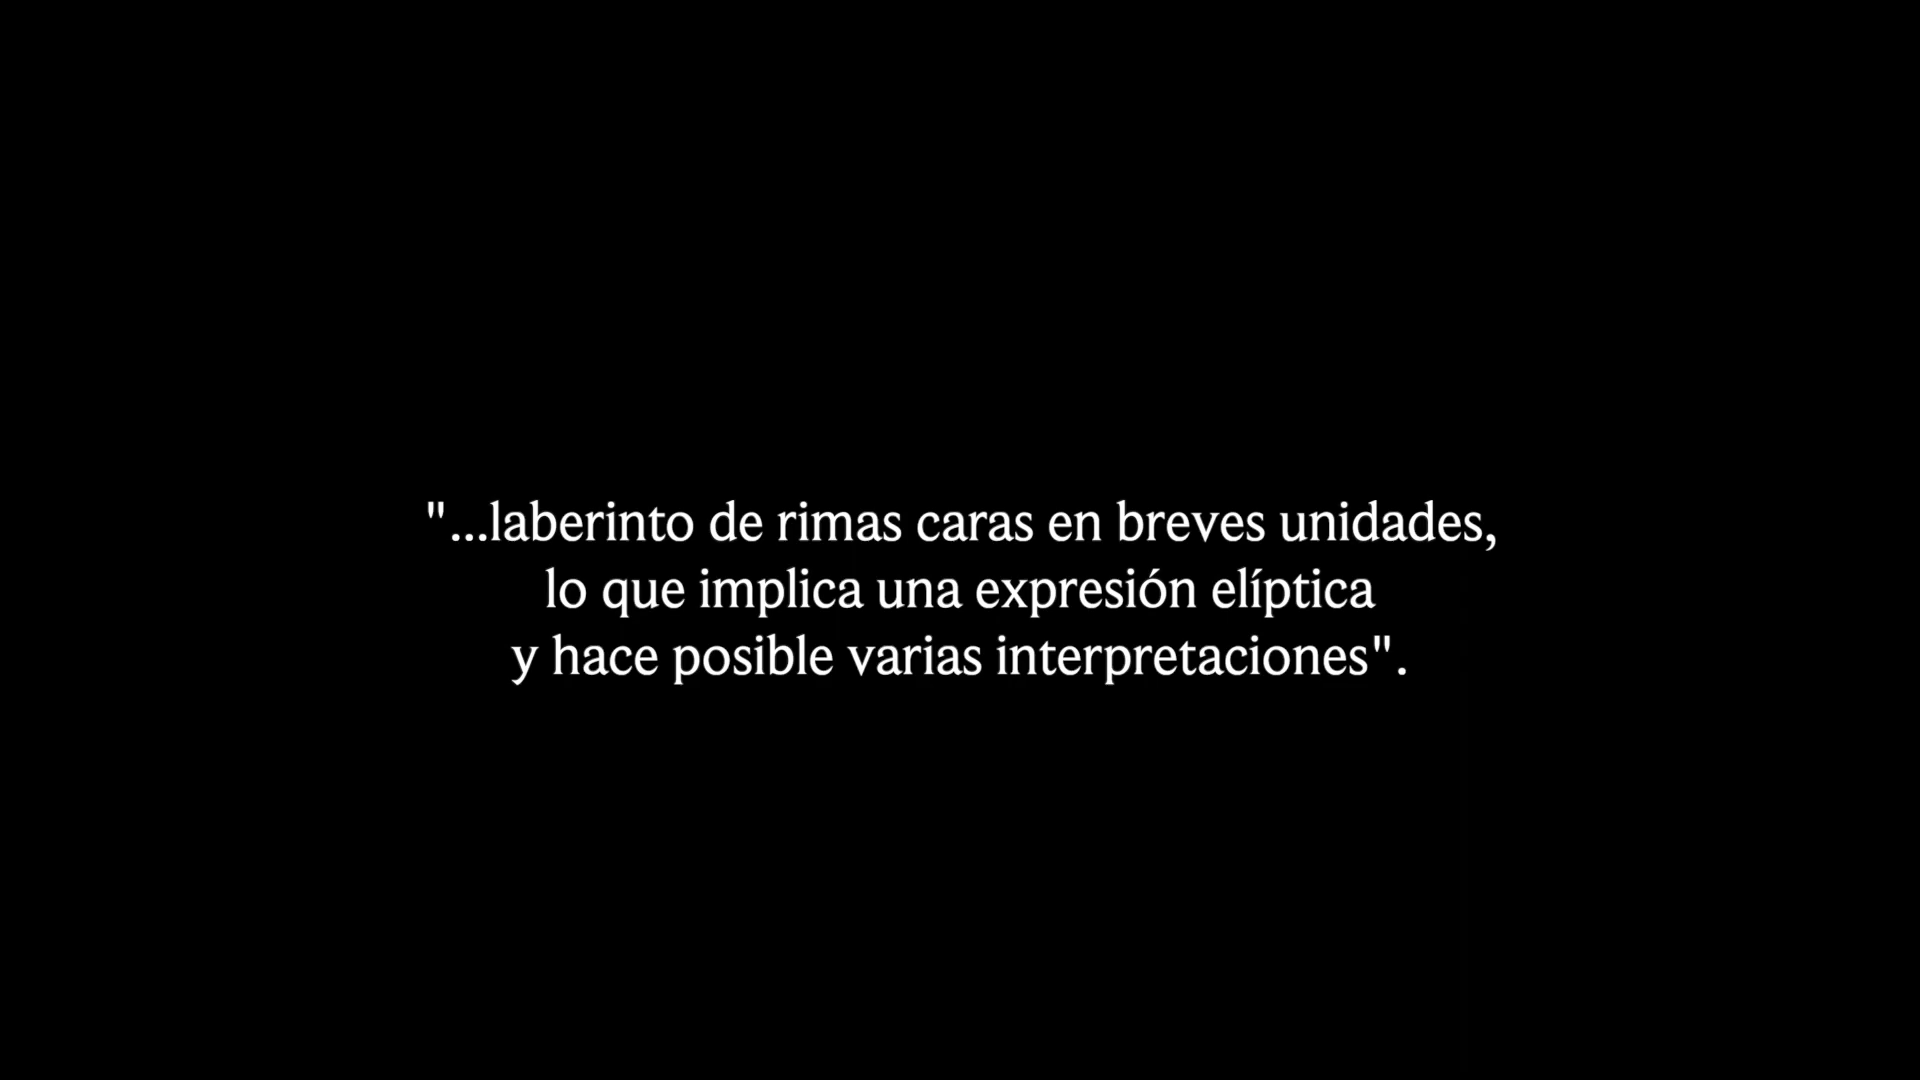 "...laberinto de rimas caras en breves unidades,
lo que implica una expresión elíptica
y hace posible varias interpretaciones".